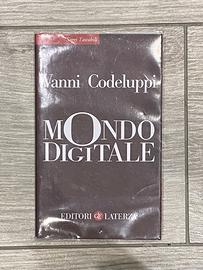 Vanni Codeluppi
MONDO
DIGITALE
EDITORI LATERZA